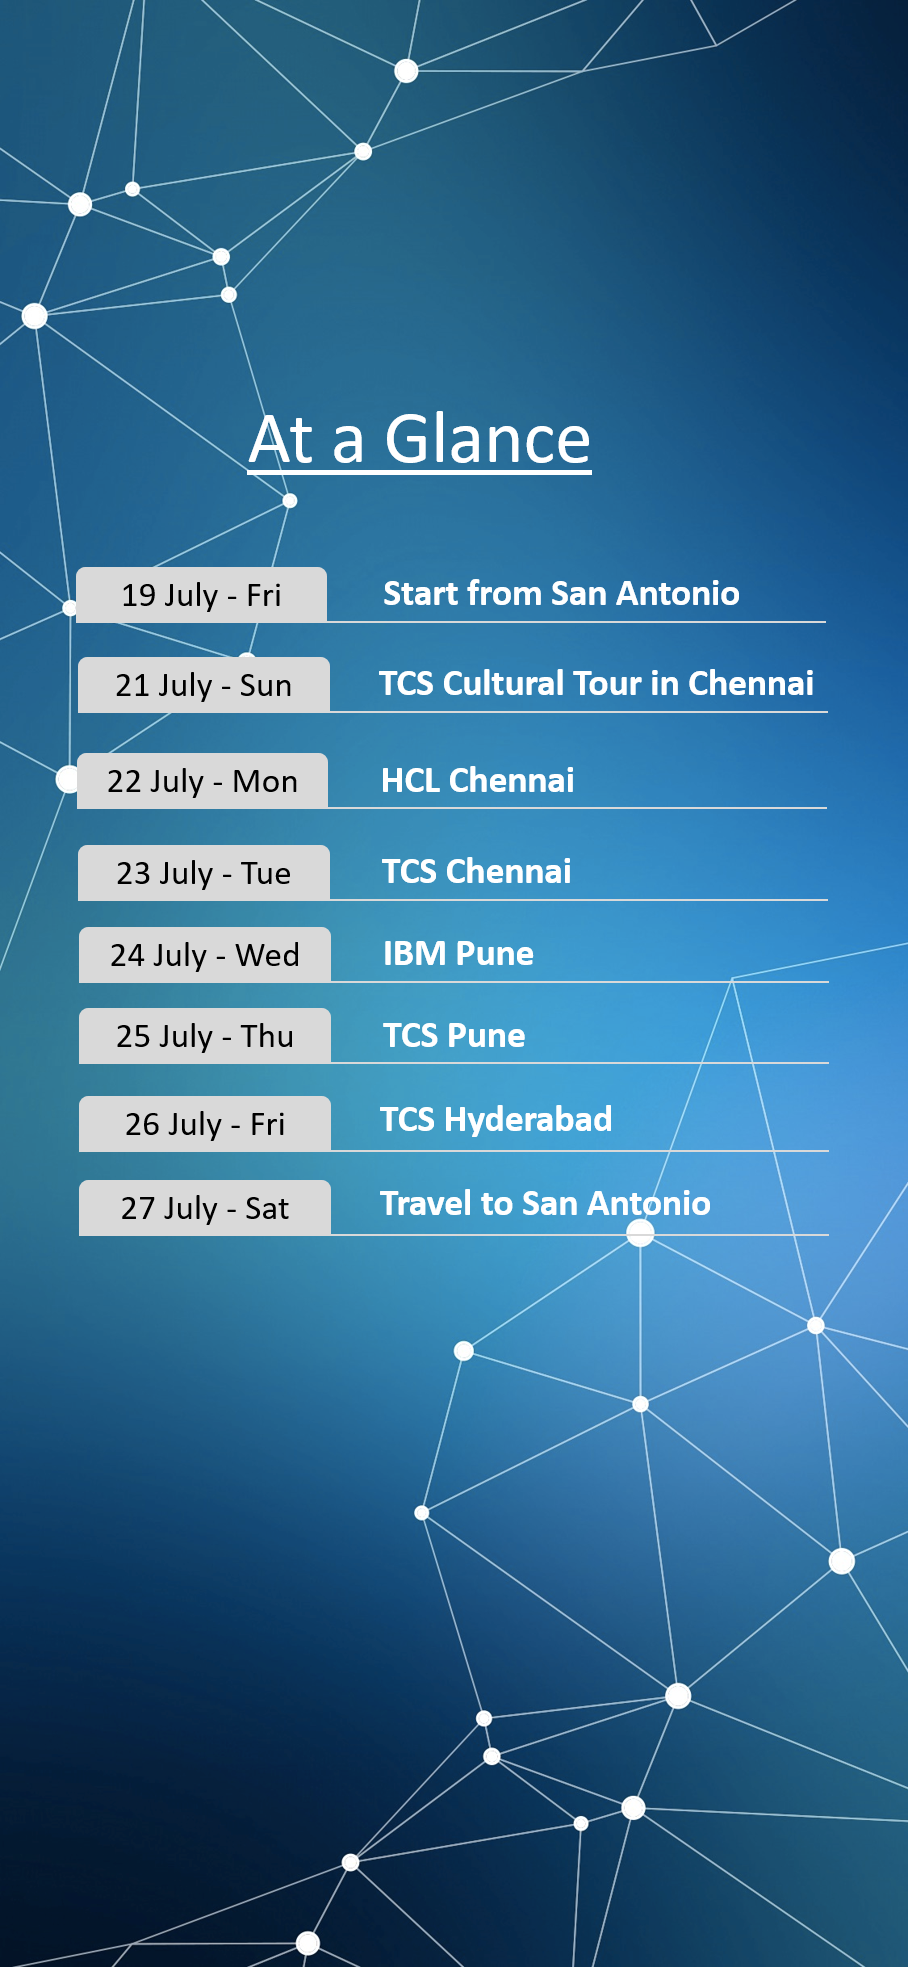 At a Glance
19 July - Fri Start from San Antonio
21 July - Sun TCS Cultural Tour in Chennai
22 July - Mon HCL Chennai
23 July - Tue TCS Chennai
24 July - Wed IBM Pune
25 July - Thu TCS Pune
26 July - Fri TCS Hyderabad
27 July - Sat Travel to San Antonio